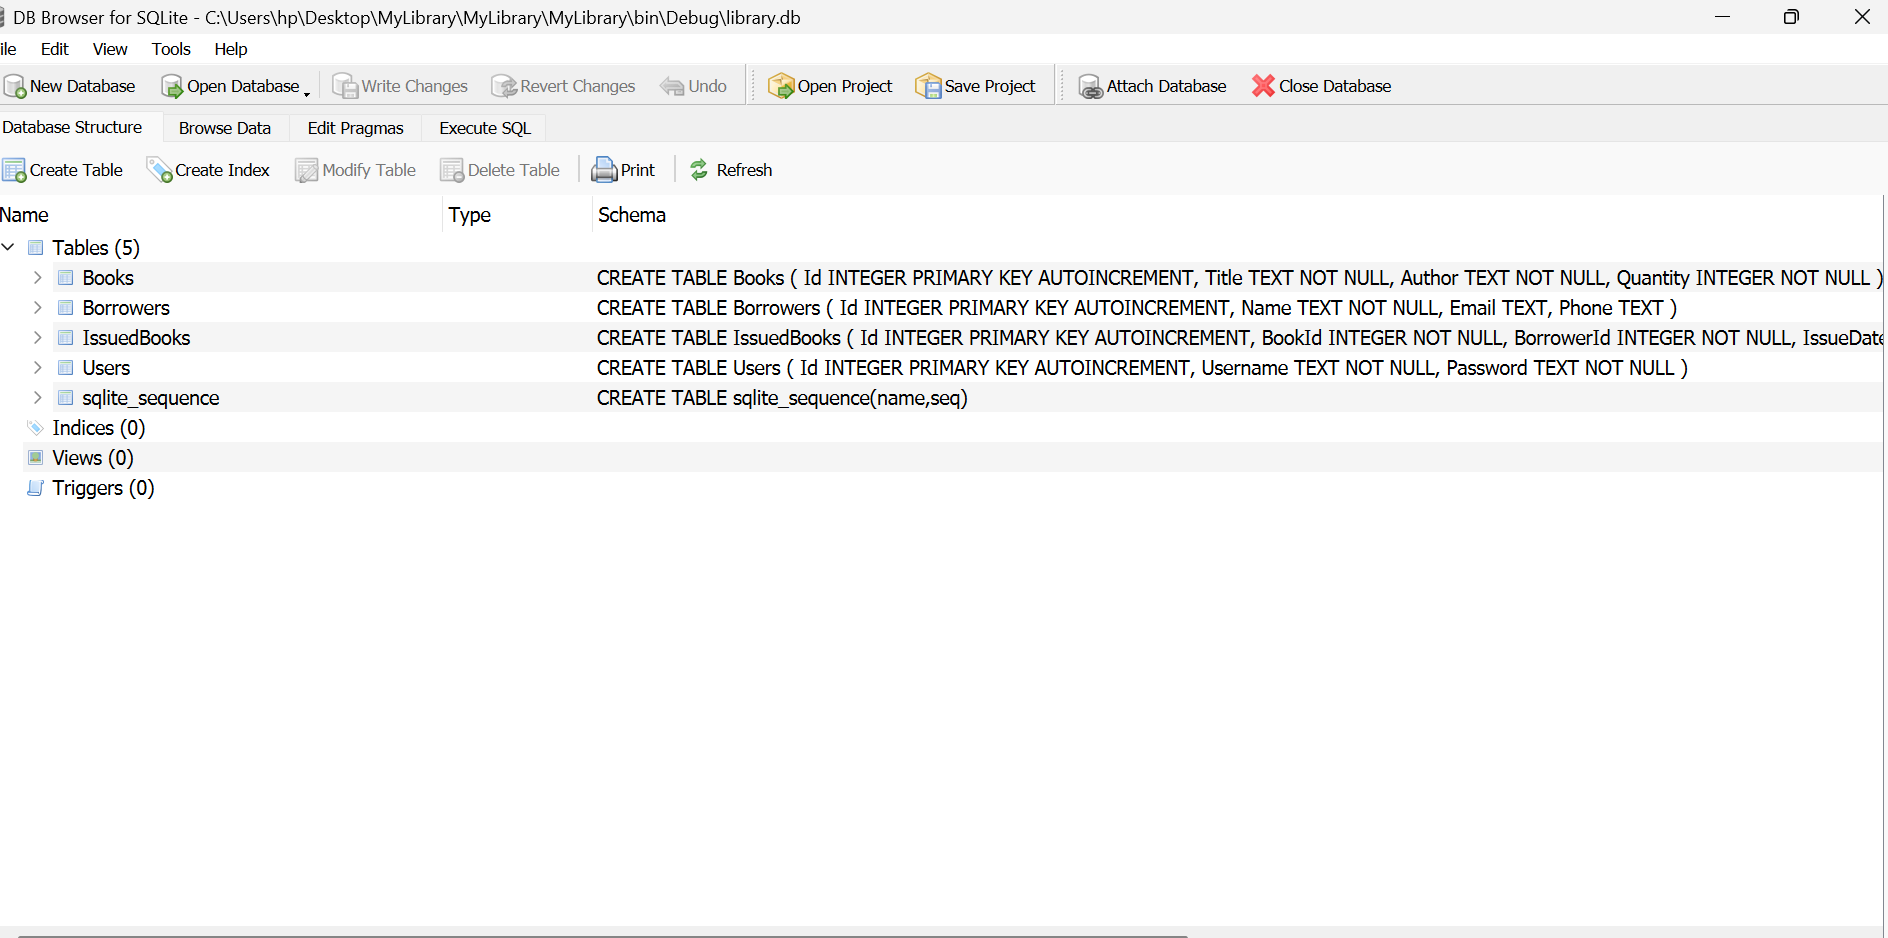 DB Browser for SQLite - C:\Users\hp\Desktop\MyLibrary\MyLibrary\MyLibrary\bin\Debug\library.db
ile Edit View Tools Help
New Database Open Database Write Changes Revert Changes Undo Open Project Save Project Attach Database Close Database
Database Structure Browse Data Edit Pragmas Execute SQL
Create Table Create Index Modify Table Delete Table Print Refresh
Name Type Schema
Tables (5)
Books CREATE TABLE Books ( Id INTEGER PRIMARY KEY AUTOINCREMENT, Title TEXT NOT NULL, Author TEXT NOT NULL, Quantity INTEGER NOT NULL )
Borrowers CREATE TABLE Borrowers ( Id INTEGER PRIMARY KEY AUTOINCREMENT, Name TEXT NOT NULL, Email TEXT, Phone TEXT )
IssuedBooks CREATE TABLE IssuedBooks ( Id INTEGER PRIMARY KEY AUTOINCREMENT, BookId INTEGER NOT NULL, BorrowerId INTEGER NOT NULL, IssueDate
Users CREATE TABLE Users ( Id INTEGER PRIMARY KEY AUTOINCREMENT, Username TEXT NOT NULL, Password TEXT NOT NULL )
sqlite_sequence CREATE TABLE sqlite_sequence(name,seq)
Indices (0)
Views (0)
Triggers (0)